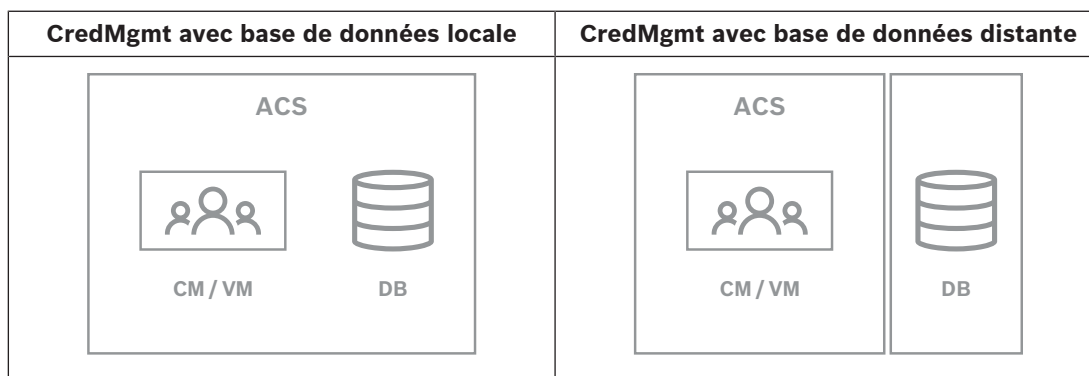 CredMgmt avec base de données locale
CredMgmt avec base de données distante
ACS
CM / VM
DB
ACS
CM / VM
DB